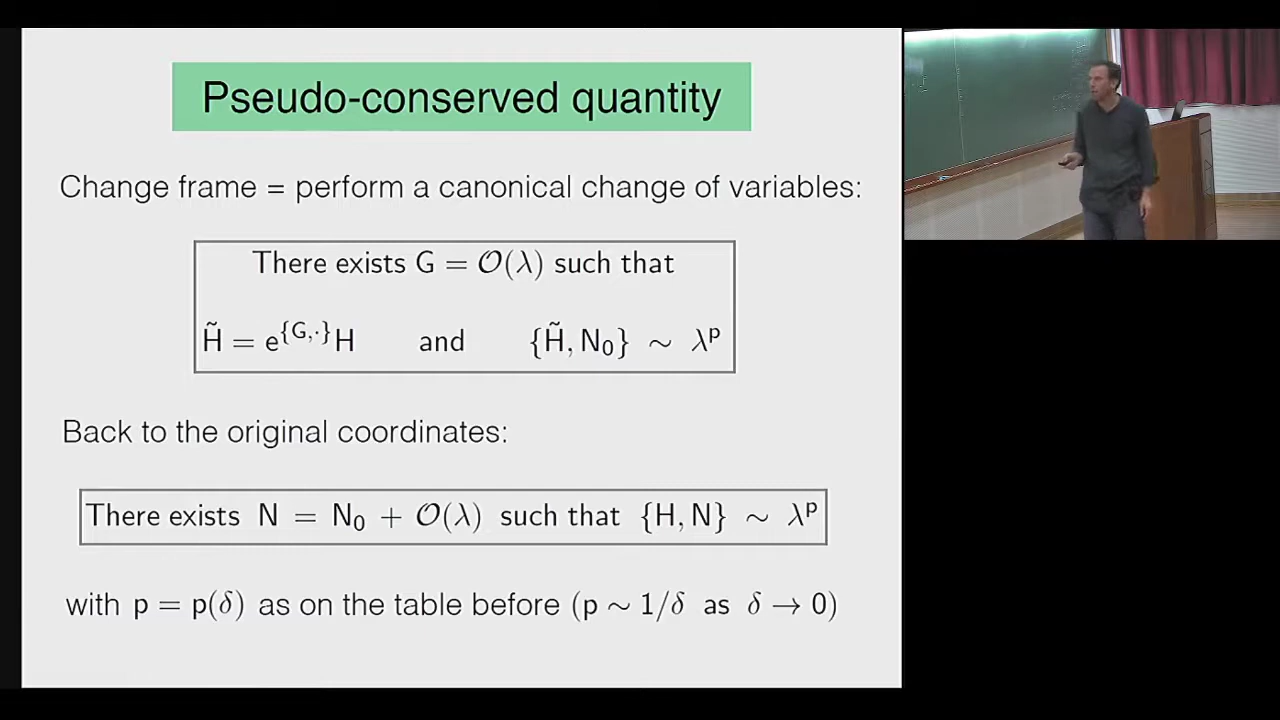 Pseudo-conserved quantity
Change frame = perform a canonical change of variables:
There exists G = 𝒪(λ) such that
H̃ = e^{G,·}H and {H̃, N₀} ∼ λᵖ
Back to the original coordinates:
There exists N = N₀ + 𝒪(λ) such that {H, N} ∼ λᵖ
with p = p(δ) as on the table before (p ∼ 1/δ as δ → 0)